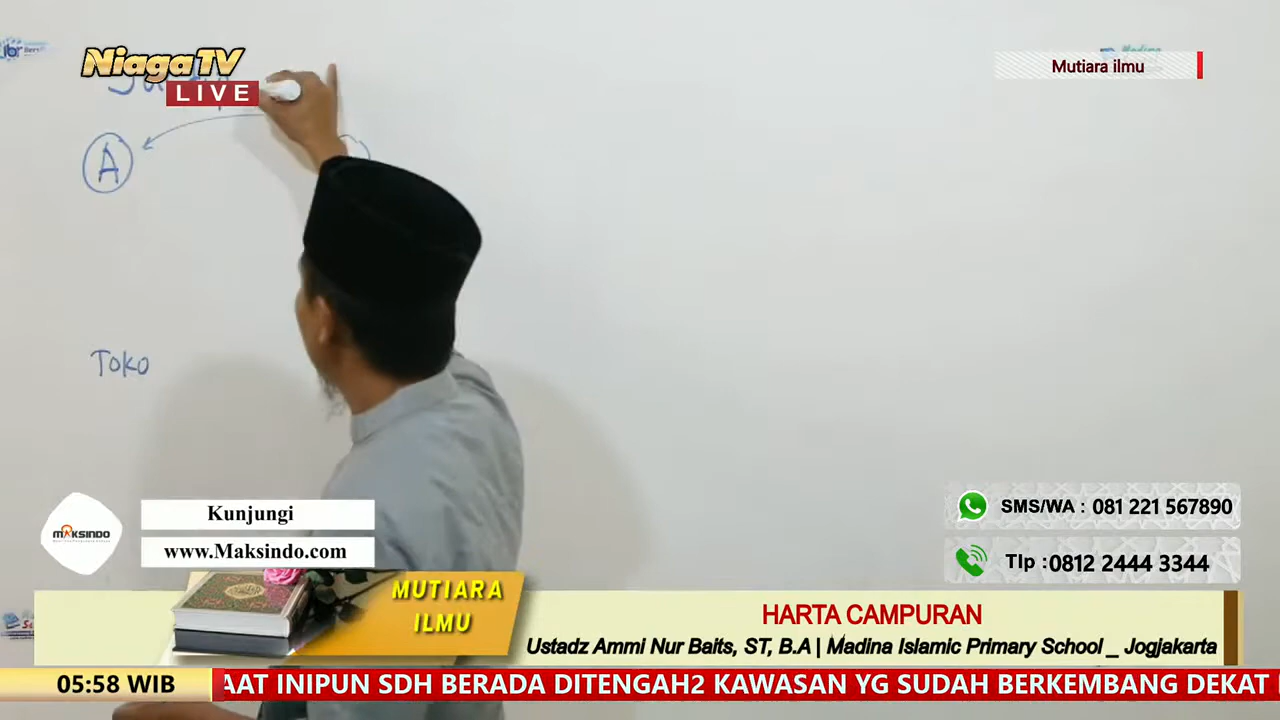 Niaga TV
LIVE
Mutiara ilmu
A
Toko
Kunjungi
MAKSINDO
www.Maksindo.com
SMS/WA : 081 221 567890
Tlp :0812 2444 3344
MUTIARA
ILMU
HARTA CAMPURAN
Ustadz Ammi Nur Baits, ST, B.A | Madina Islamic Primary School _ Jogjakarta
05:58 WIB
AAT INIPUN SDH BERADA DITENGAH2 KAWASAN YG SUDAH BERKEMBANG DEKAT